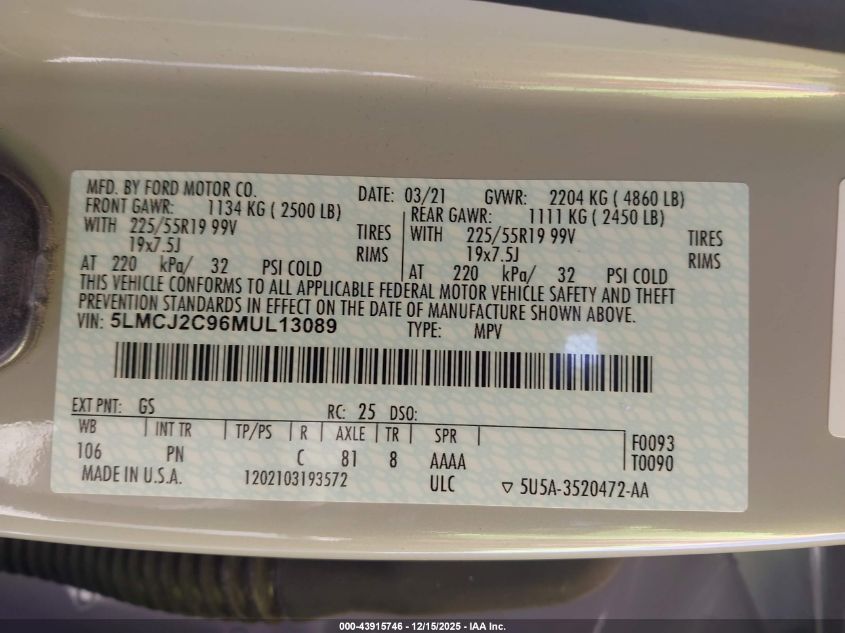 MFD. BY FORD MOTOR CO. DATE: 03/21 GVWR: 2204 KG ( 4860 LB)
FRONT GAWR: 1134 KG ( 2500 LB) REAR GAWR: 1111 KG ( 2450 LB)
WITH 225/55R19 99V TIRES WITH 225/55R19 99V TIRES
19x7.5J RIMS 19x7.5J RIMS
AT 220 kPa/ 32 PSI COLD AT 220 kPa/ 32 PSI COLD
THIS VEHICLE CONFORMS TO ALL APPLICABLE FEDERAL MOTOR VEHICLE SAFETY AND THEFT
PREVENTION STANDARDS IN EFFECT ON THE DATE OF MANUFACTURE SHOWN ABOVE.
VIN: 5LMCJ2C96MUL13089 TYPE: MPV
EXT PNT: GS RC: 25 DSO:
WB INT TR TP/PS R AXLE TR SPR F0093
106 PN C 81 8 AAAA T0090
MADE IN U.S.A. 1202103193572 ULC ▽ 5U5A-3520472-AA
000-43915746 - 12/15/2025 - IAA Inc.